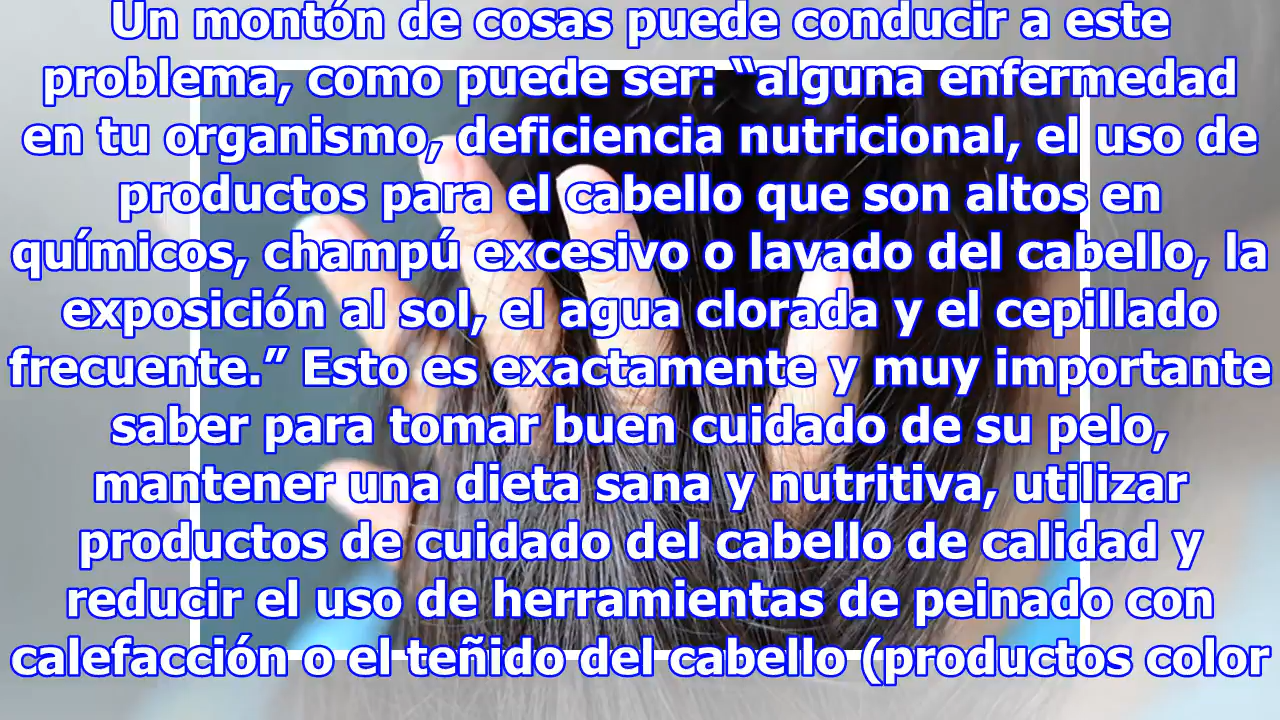 Un montón de cosas puede conducir a este
problema, como puede ser: “alguna enfermedad
en tu organismo, deficiencia nutricional, el uso de
productos para el cabello que son altos en
químicos, champú excesivo o lavado del cabello, la
exposición al sol, el agua clorada y el cepillado
frecuente.” Esto es exactamente y muy importante
saber para tomar buen cuidado de su pelo,
mantener una dieta sana y nutritiva, utilizar
productos de cuidado del cabello de calidad y
reducir el uso de herramientas de peinado con
calefacción o el teñido del cabello (productos color